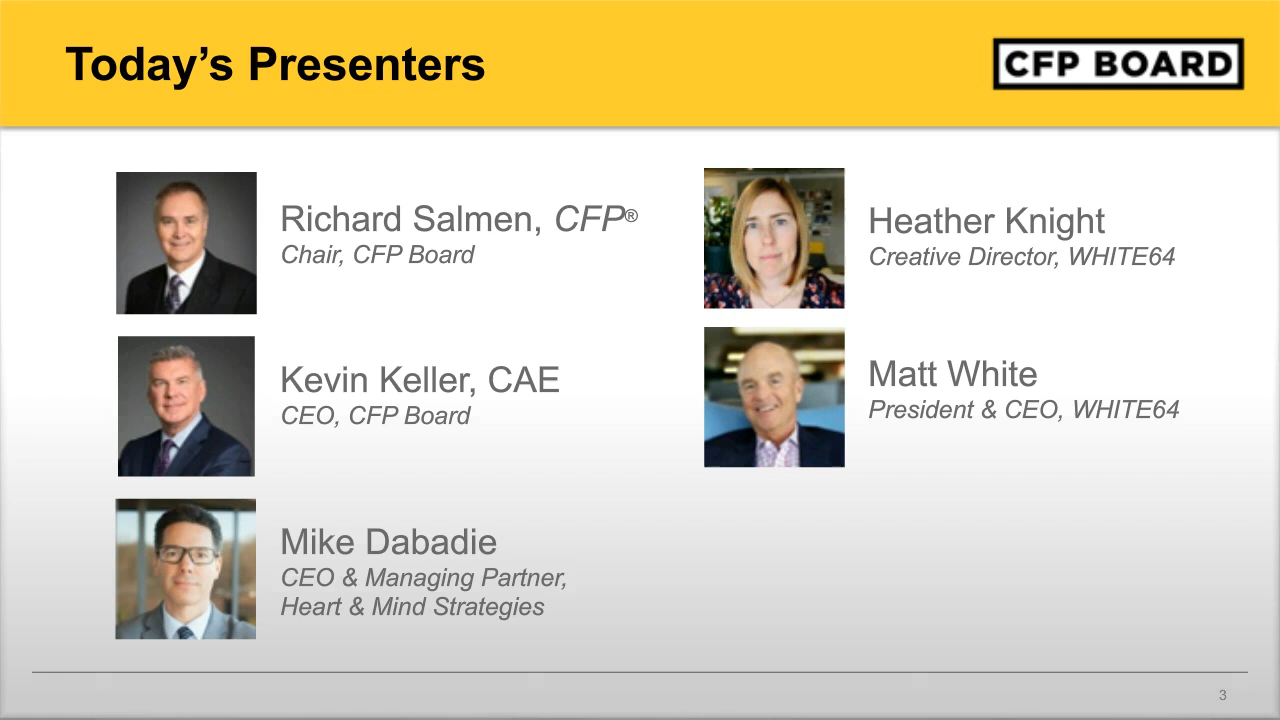 Today’s Presenters
CFP BOARD
Richard Salmen, CFP®
Chair, CFP Board
Kevin Keller, CAE
CEO, CFP Board
Mike Dabadie
CEO & Managing Partner,
Heart & Mind Strategies
Heather Knight
Creative Director, WHITE64
Matt White
President & CEO, WHITE64
3